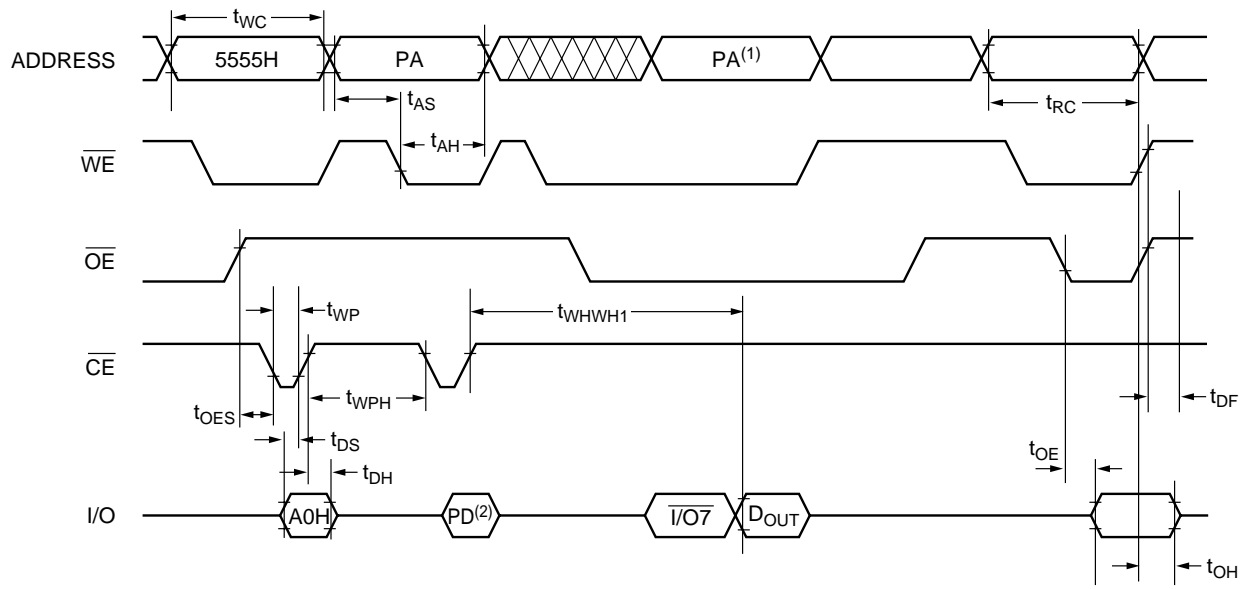 tWC
ADDRESS 5555H PA PA(1)
tAS tRC
tAH
WE
OE
tWP tWHWH1
CE
tWPH
tOES tDF
tDS
tOE
tDH
I/O A0H PD(2) I/O7 DOUT
tOH